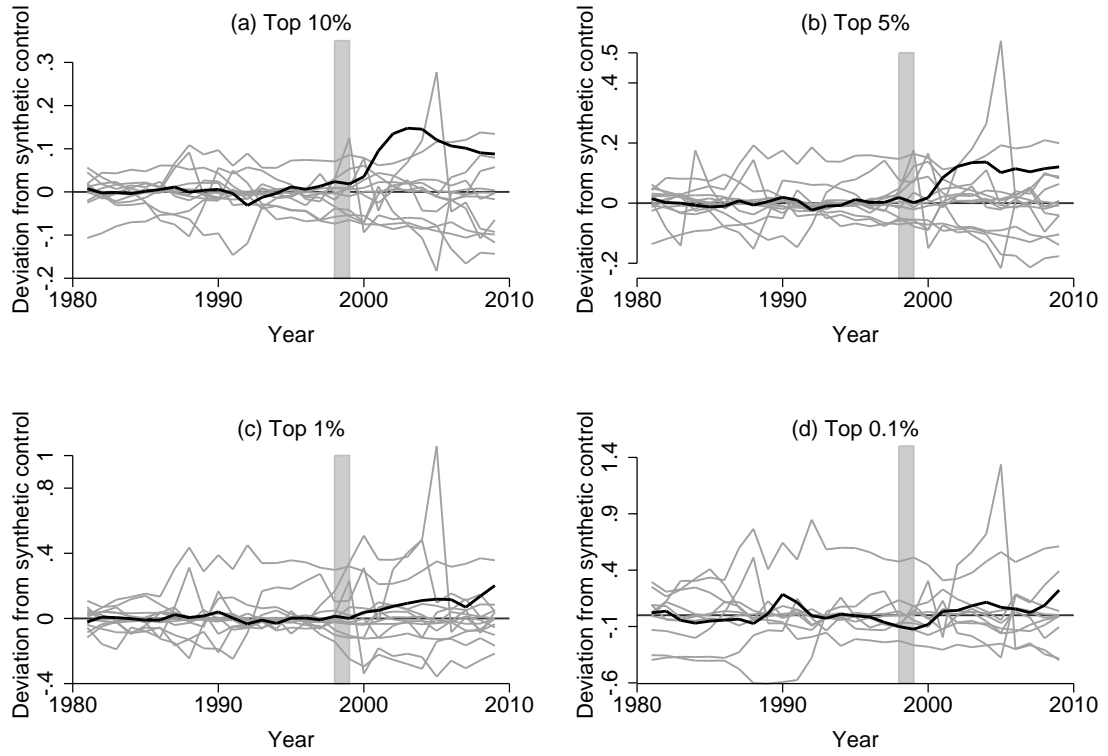 (a) Top 10%
Deviation from synthetic control
.3
.2
.1
0
-.1
-.2
1980 1990 2000 2010
Year
(b) Top 5%
Deviation from synthetic control
.5
.4
.2
0
-.2
1980 1990 2000 2010
Year
(c) Top 1%
Deviation from synthetic control
1
.8
.4
0
-.4
1980 1990 2000 2010
Year
(d) Top 0.1%
Deviation from synthetic control
1.4
.9
.4
-.1
-.6
1980 1990 2000 2010
Year